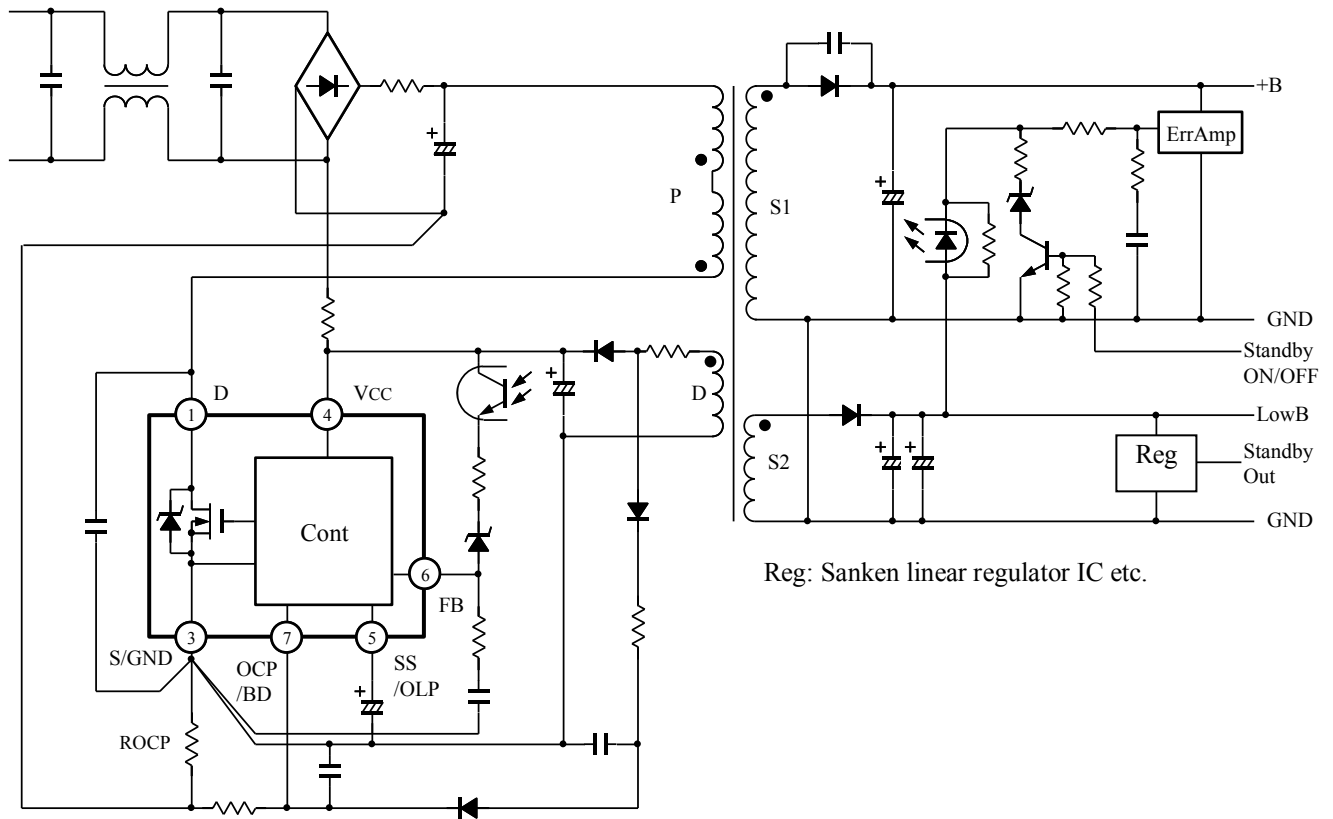 +B
ErrAmp
P
S1
GND
Standby
ON/OFF
D
D
VCC
1
4
LowB
S2
Reg
Standby
Out
GND
Cont
6
FB
Reg: Sanken linear regulator IC etc.
3
7
5
S/GND
OCP
/BD
SS
/OLP
ROCP